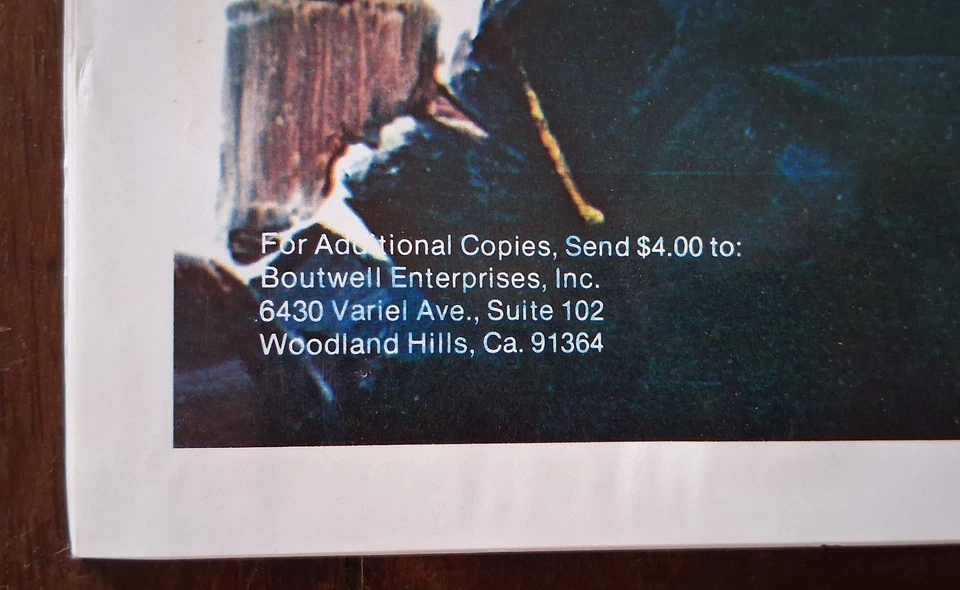 For Additional Copies, Send $4.00 to:
Boutwell Enterprises, Inc.
6430 Variel Ave., Suite 102
Woodland Hills, Ca. 91364